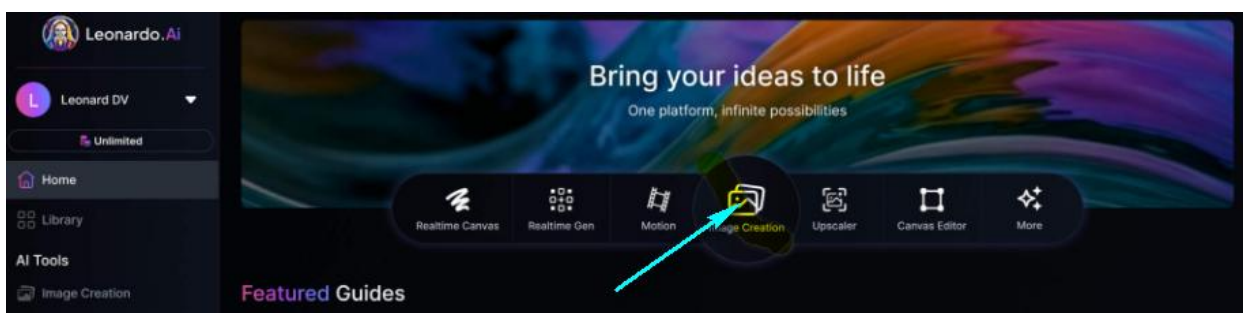 Leonardo.Ai
L
Leonard DV
Unlimited
Home
Library
AI Tools
Image Creation
Bring your ideas to life
One platform, infinite possibilities
Realtime Canvas
Realtime Gen
Motion
Image Creation
Upscaler
Canvas Editor
More
Featured Guides